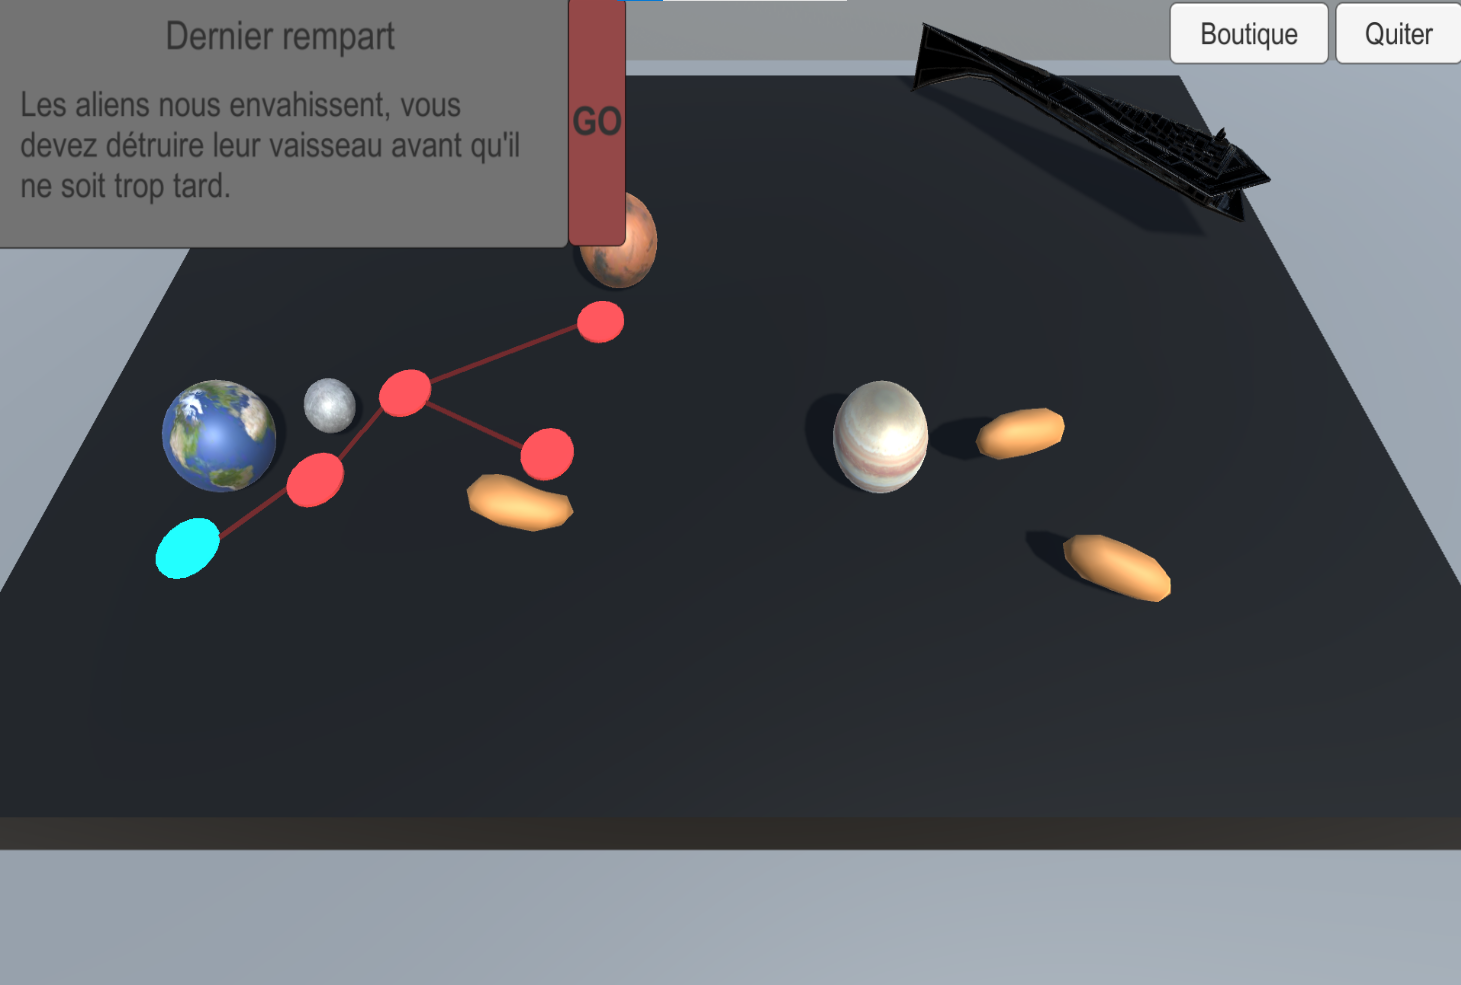 Dernier rempart
Les aliens nous envahissent, vous
devez détruire leur vaisseau avant qu'il
ne soit trop tard.
GO
Boutique
Quiter